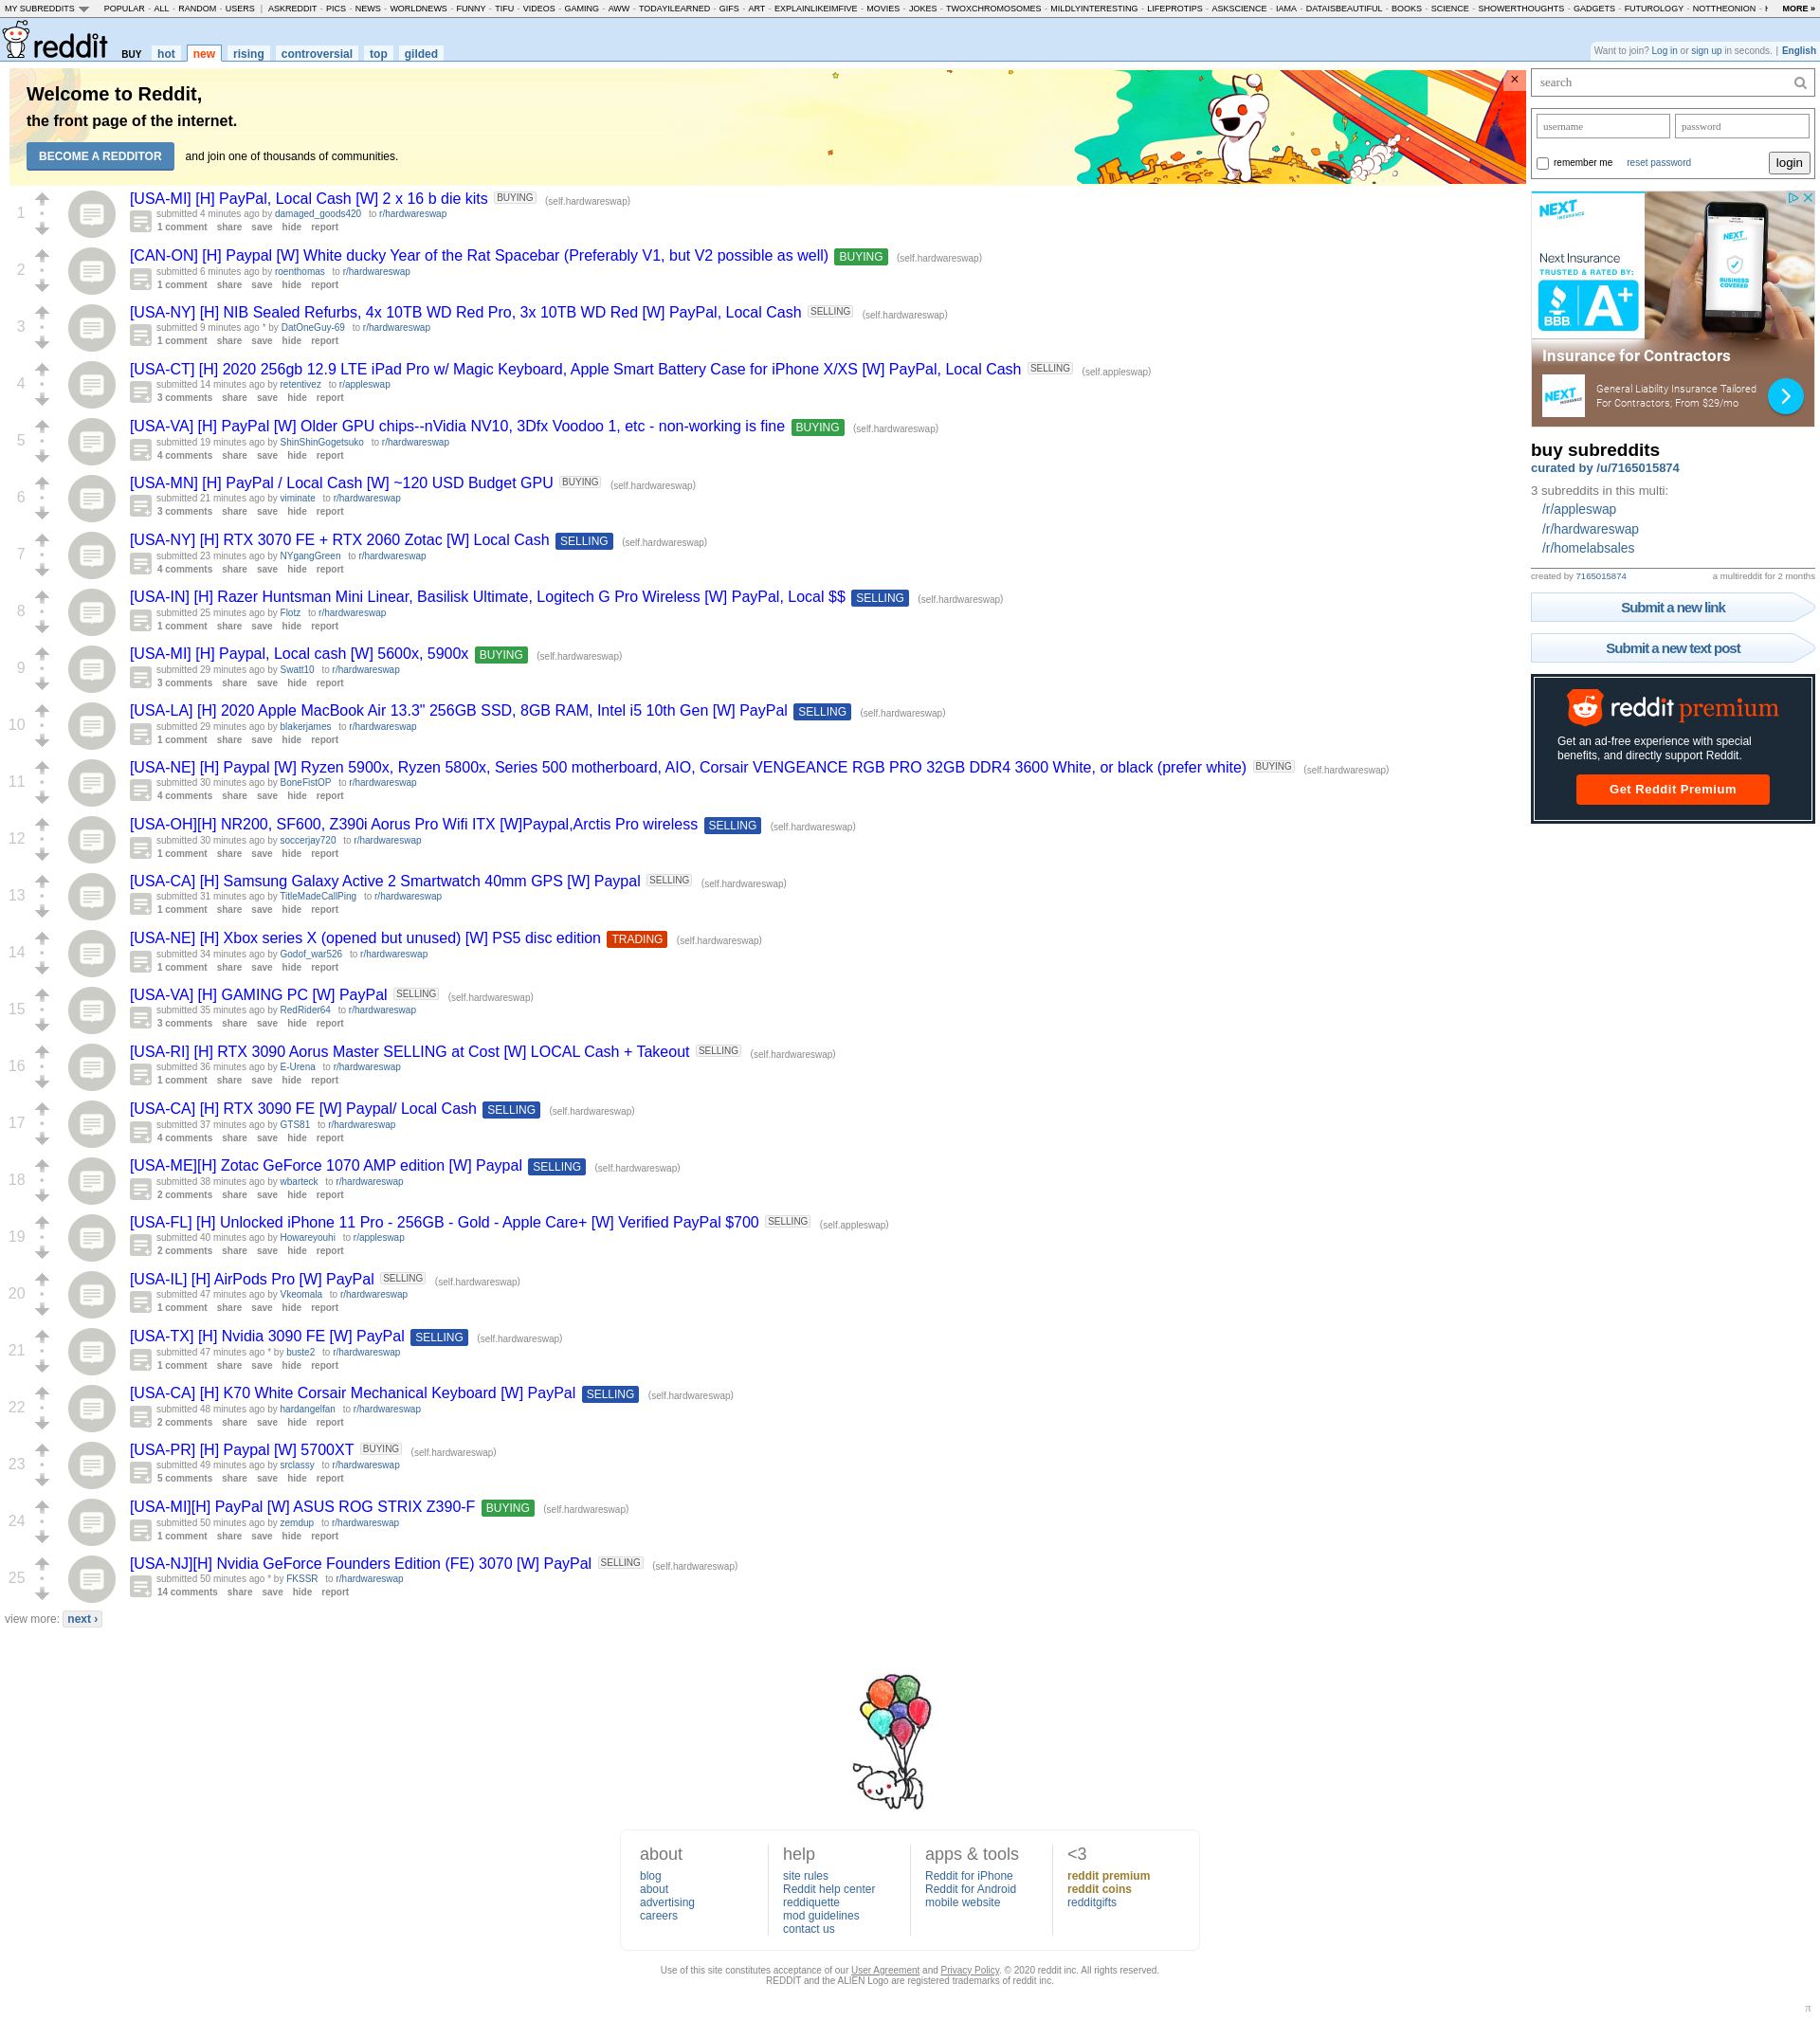 MY SUBREDDITS POPULAR - ALL - RANDOM - USERS | ASKREDDIT - PICS - NEWS - WORLDNEWS - FUNNY - TIFU - VIDEOS - GAMING - AWW - TODAYILEARNED - GIFS - ART - EXPLAINLIKEIMFIVE - MOVIES - JOKES - TWOXCHROMOSOMES - MILDLYINTERESTING - LIFEPROTIPS - ASKSCIENCE - IAMA - DATAISBEAUTIFUL - BOOKS - SCIENCE - SHOWERTHOUGHTS - GADGETS - FUTUROLOGY - NOTTHEONION - MORE »
reddit BUY hot new rising controversial top gilded
Want to join? Log in or sign up in seconds. | English
Welcome to Reddit,
the front page of the internet.
BECOME A REDDITOR and join one of thousands of communities.
×
1
[USA-MI] [H] PayPal, Local Cash [W] 2 x 16 b die kits BUYING (self.hardwareswap)
submitted 4 minutes ago by damaged_goods420 to r/hardwareswap
1 comment share save hide report
2
[CAN-ON] [H] Paypal [W] White ducky Year of the Rat Spacebar (Preferably V1, but V2 possible as well) BUYING (self.hardwareswap)
submitted 6 minutes ago by roenthomas to r/hardwareswap
1 comment share save hide report
3
[USA-NY] [H] NIB Sealed Refurbs, 4x 10TB WD Red Pro, 3x 10TB WD Red [W] PayPal, Local Cash SELLING (self.hardwareswap)
submitted 9 minutes ago * by DatOneGuy-69 to r/hardwareswap
1 comment share save hide report
4
[USA-CT] [H] 2020 256gb 12.9 LTE iPad Pro w/ Magic Keyboard, Apple Smart Battery Case for iPhone X/XS [W] PayPal, Local Cash SELLING (self.appleswap)
submitted 14 minutes ago by retentivez to r/appleswap
3 comments share save hide report
5
[USA-VA] [H] PayPal [W] Older GPU chips--nVidia NV10, 3Dfx Voodoo 1, etc - non-working is fine BUYING (self.hardwareswap)
submitted 19 minutes ago by ShinShinGogetsuko to r/hardwareswap
4 comments share save hide report
6
[USA-MN] [H] PayPal / Local Cash [W] ~120 USD Budget GPU BUYING (self.hardwareswap)
submitted 21 minutes ago by viminate to r/hardwareswap
3 comments share save hide report
7
[USA-NY] [H] RTX 3070 FE + RTX 2060 Zotac [W] Local Cash SELLING (self.hardwareswap)
submitted 23 minutes ago by NYgangGreen to r/hardwareswap
4 comments share save hide report
8
[USA-IN] [H] Razer Huntsman Mini Linear, Basilisk Ultimate, Logitech G Pro Wireless [W] PayPal, Local $$ SELLING (self.hardwareswap)
submitted 25 minutes ago by Flotz to r/hardwareswap
1 comment share save hide report
9
[USA-MI] [H] Paypal, Local cash [W] 5600x, 5900x BUYING (self.hardwareswap)
submitted 29 minutes ago by Swatt10 to r/hardwareswap
3 comments share save hide report
10
[USA-LA] [H] 2020 Apple MacBook Air 13.3" 256GB SSD, 8GB RAM, Intel i5 10th Gen [W] PayPal SELLING (self.hardwareswap)
submitted 29 minutes ago by blakerjames to r/hardwareswap
1 comment share save hide report
11
[USA-NE] [H] Paypal [W] Ryzen 5900x, Ryzen 5800x, Series 500 motherboard, AIO, Corsair VENGEANCE RGB PRO 32GB DDR4 3600 White, or black (prefer white) BUYING (self.hardwareswap)
submitted 30 minutes ago by BoneFistOP to r/hardwareswap
4 comments share save hide report
12
[USA-OH][H] NR200, SF600, Z390i Aorus Pro Wifi ITX [W]Paypal,Arctis Pro wireless SELLING (self.hardwareswap)
submitted 30 minutes ago by soccerjay720 to r/hardwareswap
1 comment share save hide report
13
[USA-CA] [H] Samsung Galaxy Active 2 Smartwatch 40mm GPS [W] Paypal SELLING (self.hardwareswap)
submitted 31 minutes ago by TitleMadeCallPing to r/hardwareswap
1 comment share save hide report
14
[USA-NE] [H] Xbox series X (opened but unused) [W] PS5 disc edition TRADING (self.hardwareswap)
submitted 34 minutes ago by Godof_war526 to r/hardwareswap
1 comment share save hide report
15
[USA-VA] [H] GAMING PC [W] PayPal SELLING (self.hardwareswap)
submitted 35 minutes ago by RedRider64 to r/hardwareswap
3 comments share save hide report
16
[USA-RI] [H] RTX 3090 Aorus Master SELLING at Cost [W] LOCAL Cash + Takeout SELLING (self.hardwareswap)
submitted 36 minutes ago by E-Urena to r/hardwareswap
1 comment share save hide report
17
[USA-CA] [H] RTX 3090 FE [W] Paypal/ Local Cash SELLING (self.hardwareswap)
submitted 37 minutes ago by GTS81 to r/hardwareswap
4 comments share save hide report
18
[USA-ME][H] Zotac GeForce 1070 AMP edition [W] Paypal SELLING (self.hardwareswap)
submitted 38 minutes ago by wbarteck to r/hardwareswap
2 comments share save hide report
19
[USA-FL] [H] Unlocked iPhone 11 Pro - 256GB - Gold - Apple Care+ [W] Verified PayPal $700 SELLING (self.appleswap)
submitted 40 minutes ago by Howareyouhi to r/appleswap
2 comments share save hide report
20
[USA-IL] [H] AirPods Pro [W] PayPal SELLING (self.hardwareswap)
submitted 47 minutes ago by Vkeomala to r/hardwareswap
1 comment share save hide report
21
[USA-TX] [H] Nvidia 3090 FE [W] PayPal SELLING (self.hardwareswap)
submitted 47 minutes ago * by buste2 to r/hardwareswap
1 comment share save hide report
22
[USA-CA] [H] K70 White Corsair Mechanical Keyboard [W] PayPal SELLING (self.hardwareswap)
submitted 48 minutes ago by hardangelfan to r/hardwareswap
2 comments share save hide report
23
[USA-PR] [H] Paypal [W] 5700XT BUYING (self.hardwareswap)
submitted 49 minutes ago by srclassy to r/hardwareswap
5 comments share save hide report
24
[USA-MI][H] PayPal [W] ASUS ROG STRIX Z390-F BUYING (self.hardwareswap)
submitted 50 minutes ago by zemdup to r/hardwareswap
1 comment share save hide report
25
[USA-NJ][H] Nvidia GeForce Founders Edition (FE) 3070 [W] PayPal SELLING (self.hardwareswap)
submitted 50 minutes ago * by FKSSR to r/hardwareswap
14 comments share save hide report
view more: next ›
search
username password
remember me reset password login
NEXT INSURANCE
Next Insurance
TRUSTED & RATED BY:
BBB A+
NEXT INSURANCE
BUSINESS COVERED
Insurance for Contractors
NEXT INSURANCE
General Liability Insurance Tailored
For Contractors; From $29/mo
buy subreddits
curated by /u/7165015874
3 subreddits in this multi:
/r/appleswap
/r/hardwareswap
/r/homelabsales
created by 7165015874 a multireddit for 2 months
Submit a new link
Submit a new text post
reddit premium
Get an ad-free experience with special
benefits, and directly support Reddit.
Get Reddit Premium
about
blog
about
advertising
careers
help
site rules
Reddit help center
reddiquette
mod guidelines
contact us
apps & tools
Reddit for iPhone
Reddit for Android
mobile website
<3
reddit premium
reddit coins
redditgifts
Use of this site constitutes acceptance of our User Agreement and Privacy Policy. © 2020 reddit inc. All rights reserved.
REDDIT and the ALIEN Logo are registered trademarks of reddit inc.
π